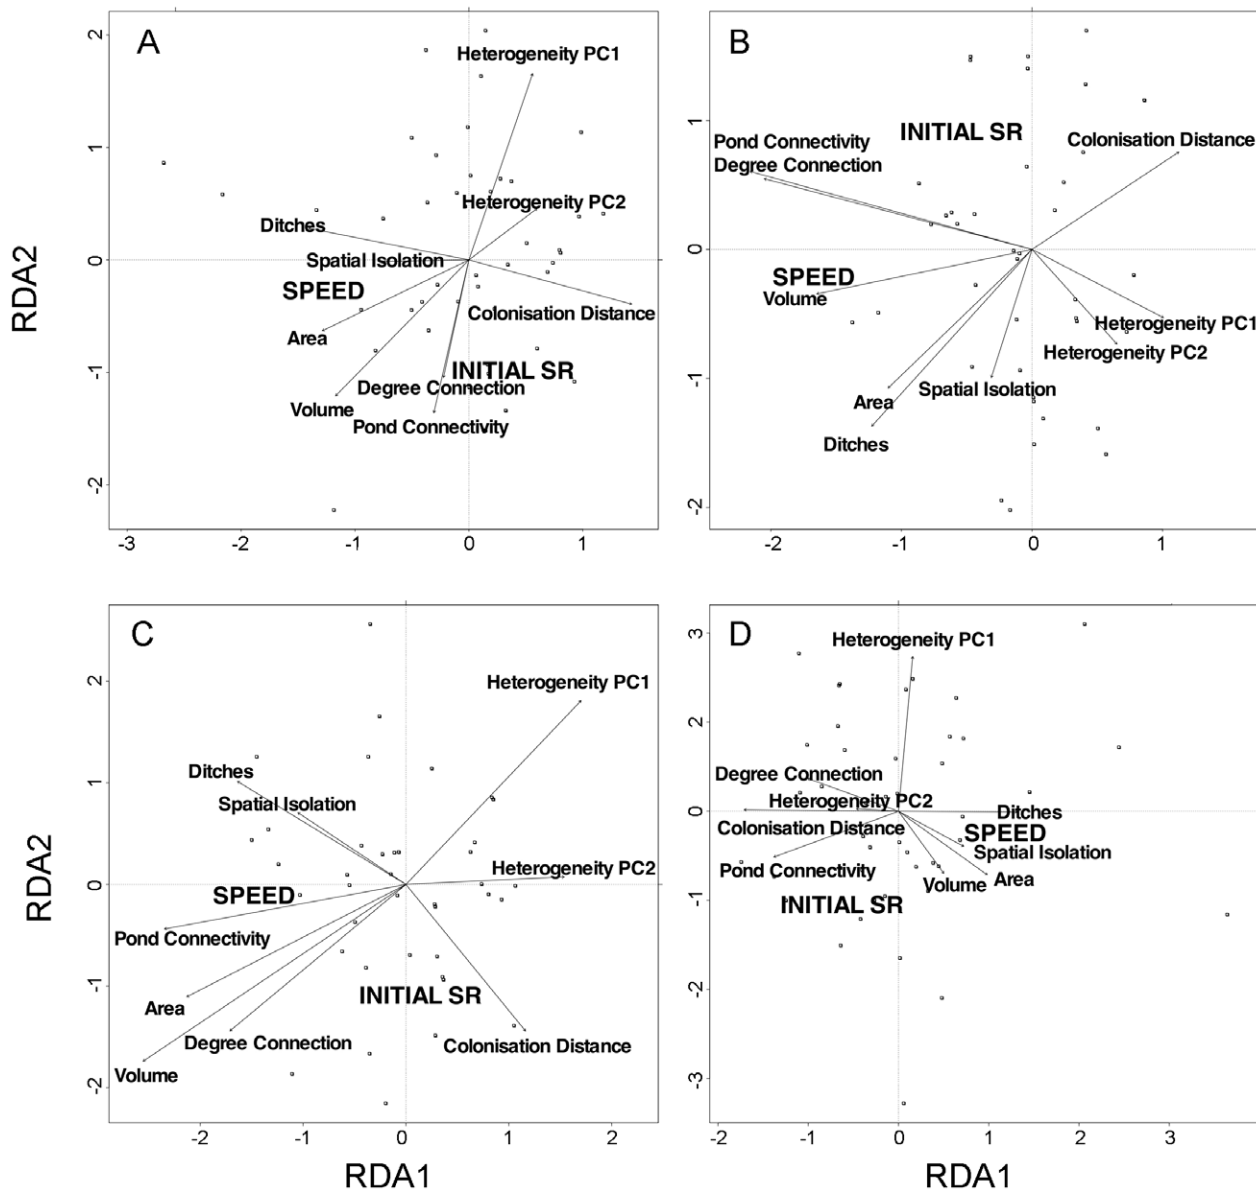 A
2
Heterogeneity PC1
1
Heterogeneity PC2
Ditches
Spatial Isolation
0
SPEED
Colonisation Distance
Area
INITIAL SR
-1
Degree Connection
Volume
Pond Connectivity
-2
-3 -2 -1 0 1
RDA2
B
INITIAL SR
1
Pond Connectivity
Colonisation Distance
Degree Connection
0
SPEED
Volume
Heterogeneity PC1
Heterogeneity PC2
-1
Spatial Isolation
Area
Ditches
-2
-2 -1 0 1
C
2
Heterogeneity PC1
1
Ditches
Spatial Isolation
Heterogeneity PC2
0
SPEED
Pond Connectivity
-1
INITIAL SR
Area
Degree Connection
Colonisation Distance
Volume
-2
-2 -1 0 1 2
RDA2
RDA1
D
3
Heterogeneity PC1
2
1
Degree Connection
Heterogeneity PC2
0
Ditches
Colonisation Distance
SPEED
Spatial Isolation
Pond Connectivity
Volume
Area
-1
INITIAL SR
-2
-3
-2 -1 0 1 2 3
RDA1